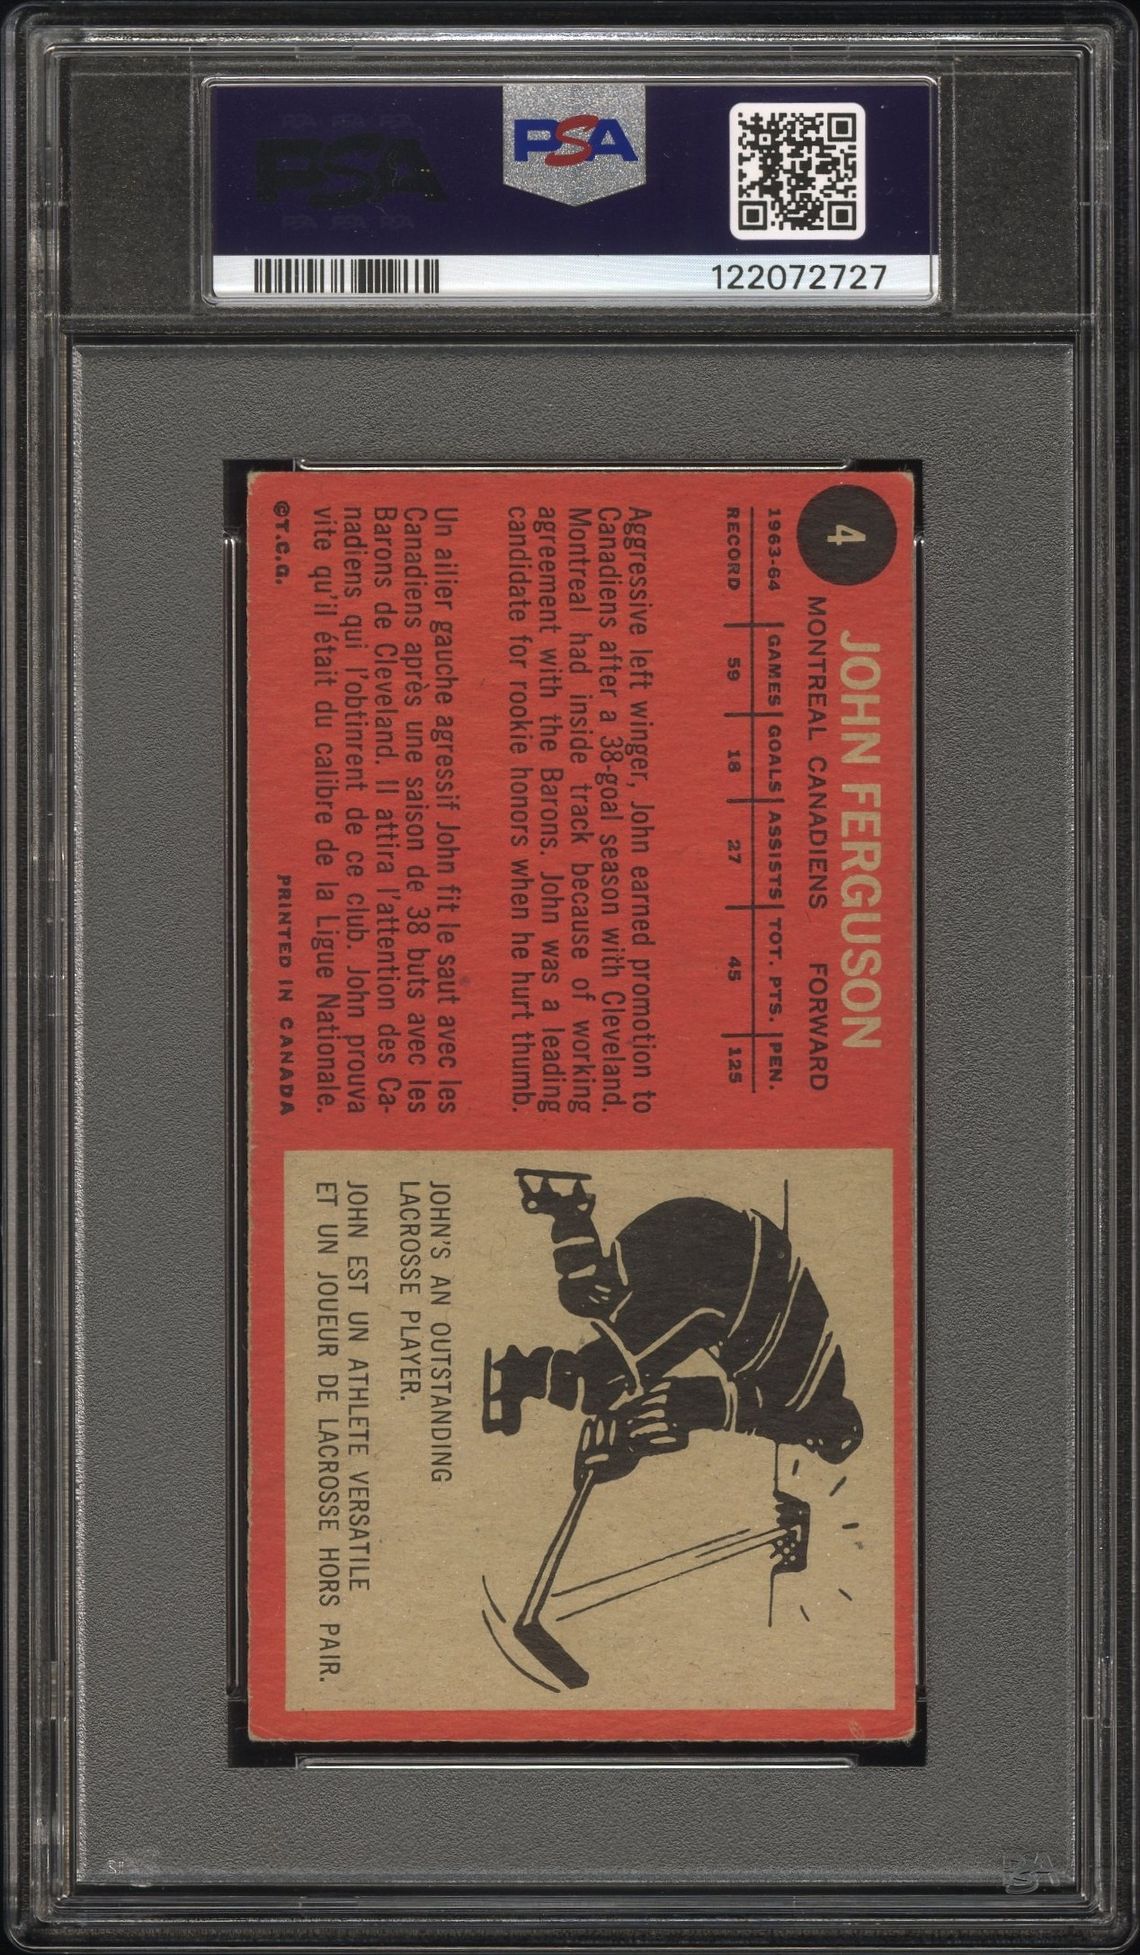 PSA
122072727
4
JOHN FERGUSON
MONTREAL CANADIENS FORWARD
1963-64 GAMES GOALS ASSISTS TOT. PTS. PEN.
RECORD 59 18 27 45 125
Aggressive left winger, John earned promotion to
Canadiens after a 38-goal season with Cleveland.
Montreal had inside track because of working
agreement with the Barons. John was a leading
candidate for rookie honors when he hurt thumb.
Un ailier gauche agressif John fit le saut avec les
Canadiens après une saison de 38 buts avec les
Barons de Cleveland. Il attira l'attention des Ca-
nadiens qui l'obtinrent de ce club. John prouva
vite qu'il était du calibre de la Ligue Nationale.
©T.C.G. PRINTED IN CANADA
JOHN'S AN OUTSTANDING
LACROSSE PLAYER.
JOHN EST UN ATHLETE VERSATILE
ET UN JOUEUR DE LACROSSE HORS PAIR.
PSA